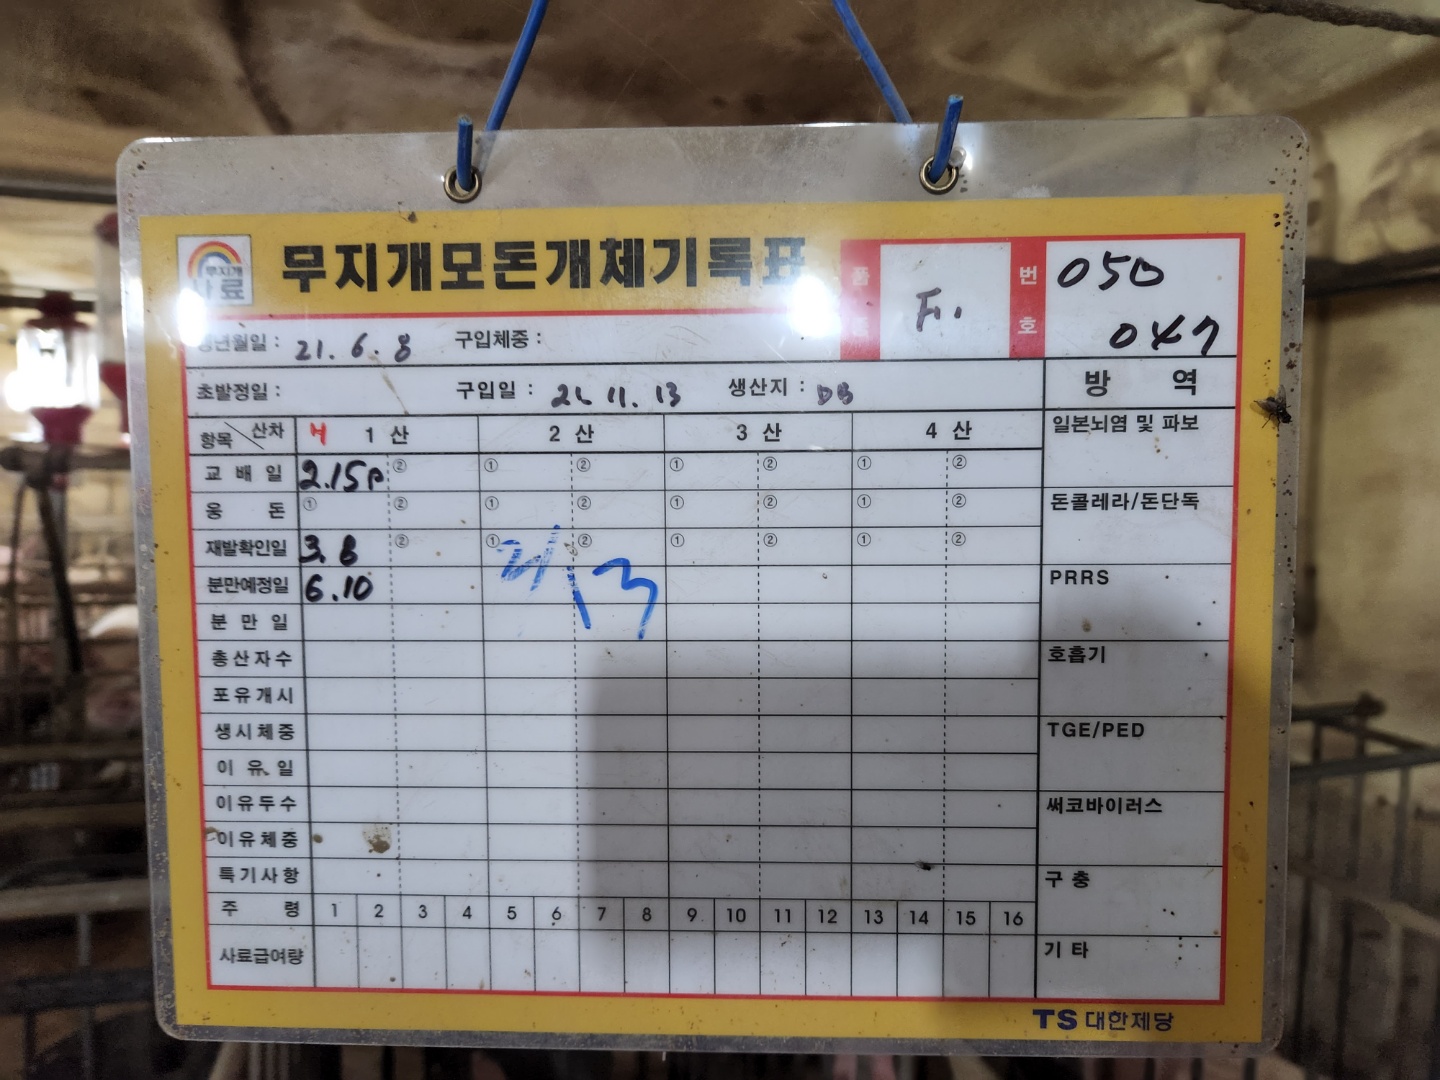 무지개
사료
무지개모돈개체기록표
품 F1. 번호 050
047
생년월일 : 21. 6. 8 구입체중 :
초발정일 : 구입일 : 21. 11. 13 생산지 : DB
방 역
항목 산차 4 1 산 2 산 3 산 4 산
교 배 일 2.15P ② ① ② ① ② ① ②
웅 돈 ① ② ① ② ① ② ① ②
재발확인일 3.8 ② ① ② ① ② ① ②
분만예정일 6.10
분 만 일
총산자수
포유개시
생시체중
이 유 일
이유두수
이유체중
특기사항
주 령 1 2 3 4 5 6 7 8 9 10 11 12 13 14 15 16
사료급여량
일본뇌염 및 파보
돈콜레라/돈단독
PRRS
호흡기
TGE/PED
써코바이러스
구 충
기 타
TS 대한제당